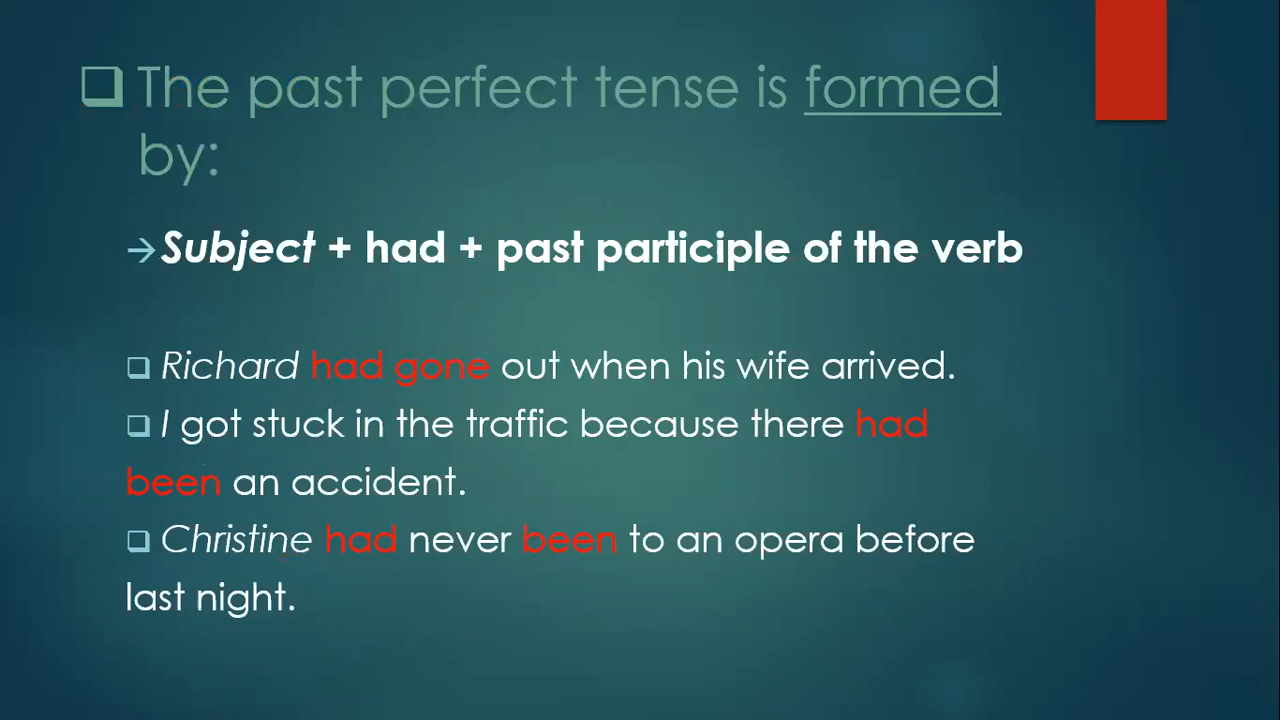 The past perfect tense is formed
by:
→Subject + had + past participle of the verb
Richard had gone out when his wife arrived.
I got stuck in the traffic because there had
been an accident.
Christine had never been to an opera before
last night.